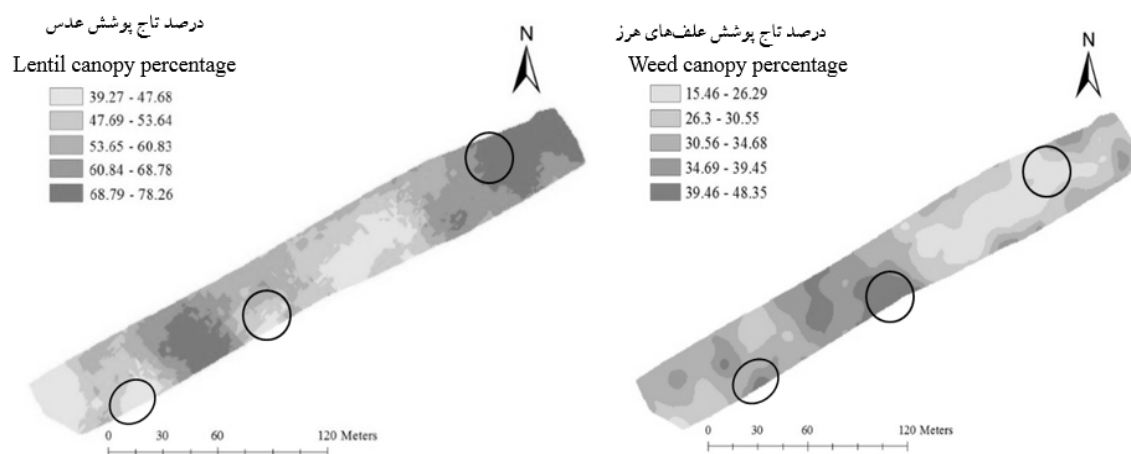 درصد تاج پوشش عدس
Lentil canopy percentage
39.27 - 47.68
47.69 - 53.64
53.65 - 60.83
60.84 - 68.78
68.79 - 78.26
N
0 30 60 120 Meters
درصد تاج پوشش علف‌های هرز
Weed canopy percentage
15.46 - 26.29
26.3 - 30.55
30.56 - 34.68
34.69 - 39.45
39.46 - 48.35
N
0 30 60 120 Meters